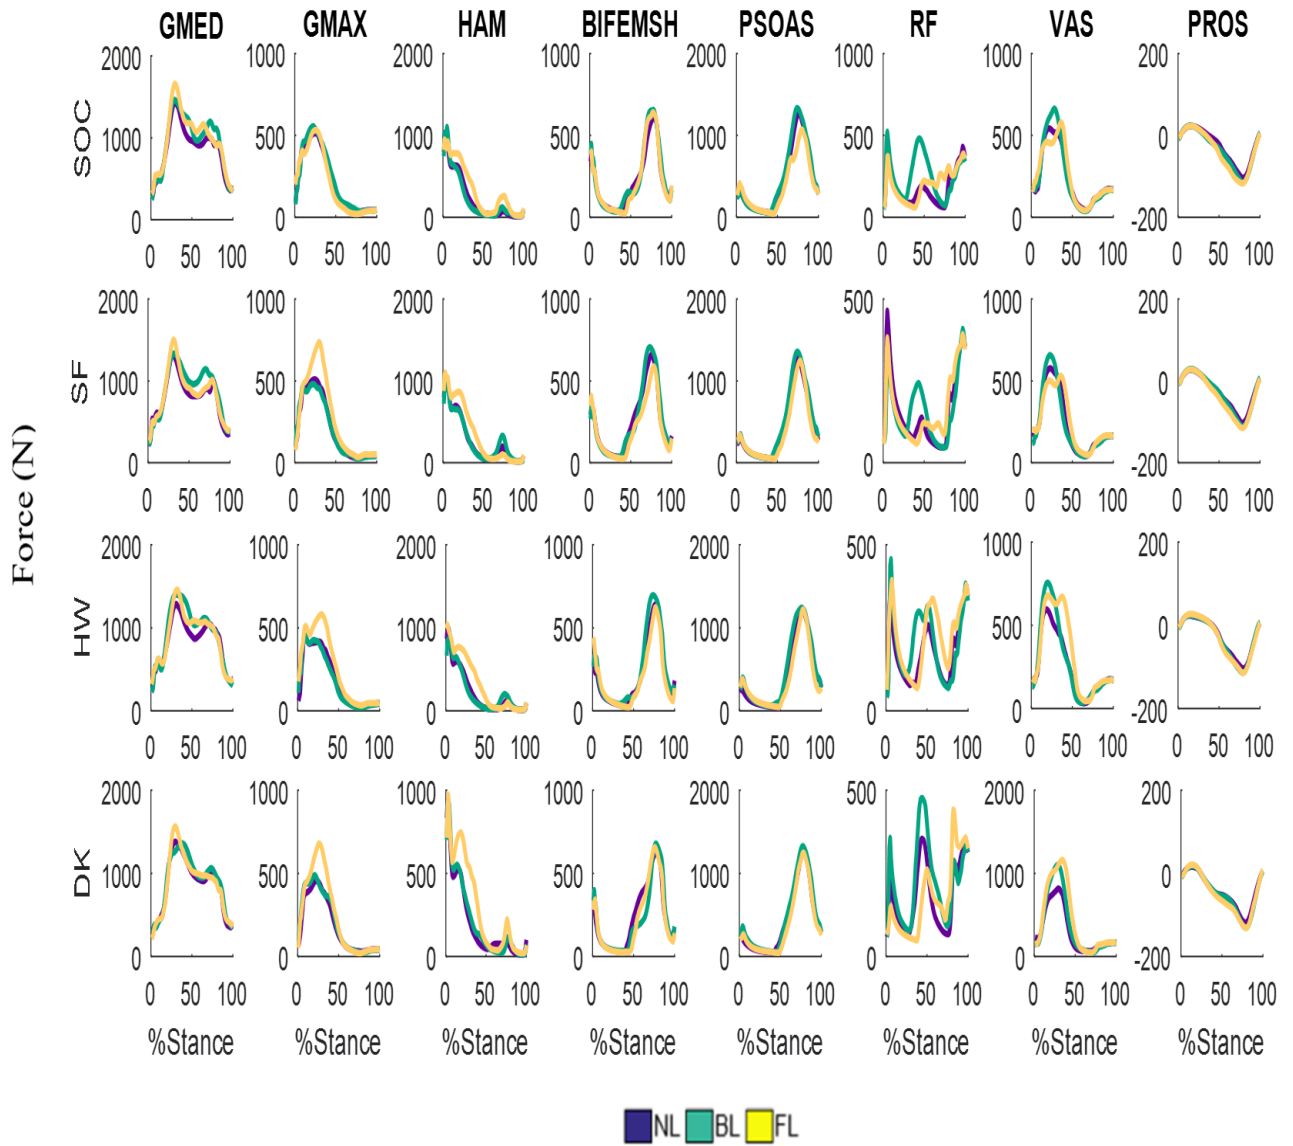 GMED GMAX HAM BIFEMSH PSOAS RF VAS PROS
2000 1000 2000 1000 2000 1000 1000 200
SOC
1000 500 1000 500 1000 500 500 0
0 0 0 0 0 0 0 -200
0 50 100 0 50 100 0 50 100 0 50 100 0 50 100 0 50 100 0 50 100 0 50 100
2000 1000 2000 1000 2000 500 1000 200
SF
1000 500 1000 500 1000 500 0
0 0 0 0 0 0 0 -200
0 50 100 0 50 100 0 50 100 0 50 100 0 50 100 0 50 100 0 50 100 0 50 100
Force (N)
2000 1000 2000 1000 2000 500 1000 200
HW
1000 500 1000 500 1000 500 0
0 0 0 0 0 0 0 -200
0 50 100 0 50 100 0 50 100 0 50 100 0 50 100 0 50 100 0 50 100 0 50 100
2000 1000 1000 1000 2000 500 2000 200
DK
1000 500 500 500 1000 1000 0
0 0 0 0 0 0 0 -200
0 50 100 0 50 100 0 50 100 0 50 100 0 50 100 0 50 100 0 50 100 0 50 100
%Stance %Stance %Stance %Stance %Stance %Stance %Stance %Stance
NL BL FL